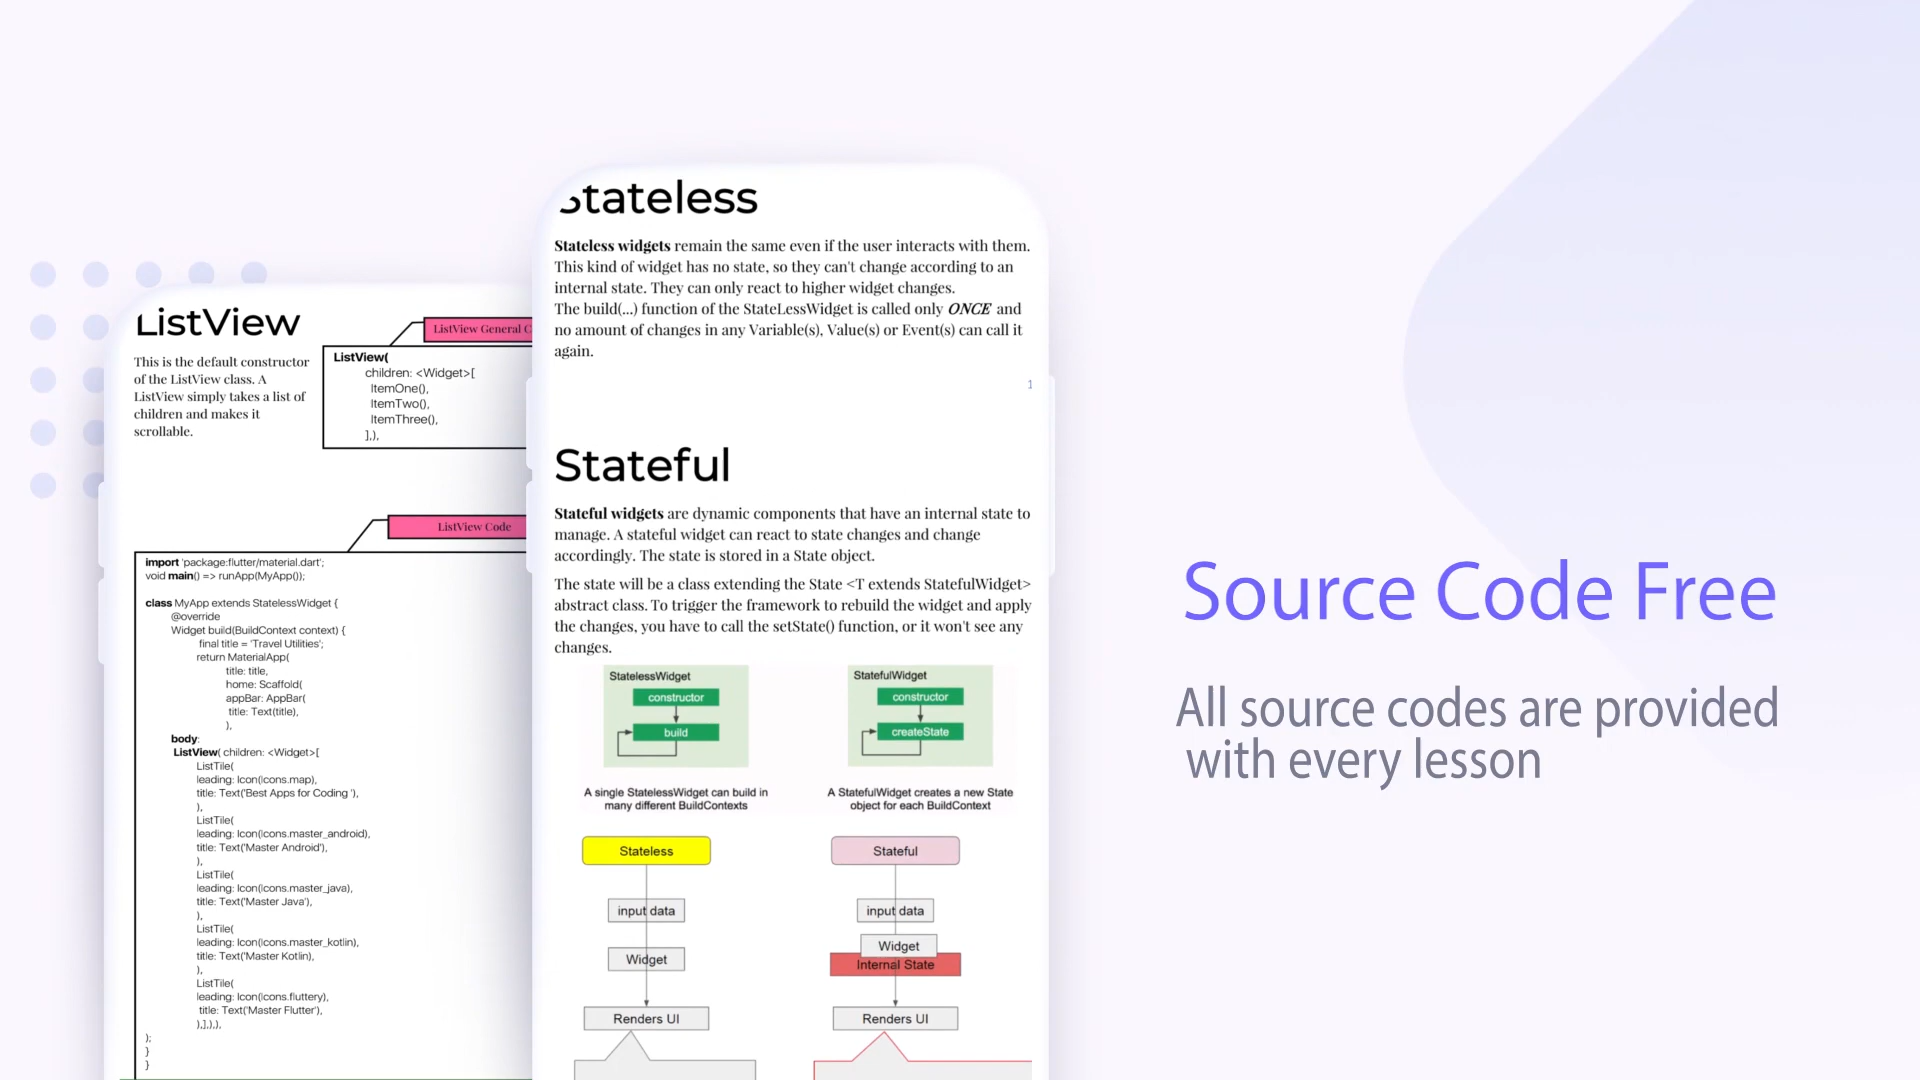 ListView
This is the default constructor
of the ListView class. A
ListView simply takes a list of
children and makes it
scrollable.
ListView General
ListView(
children: <Widget>[
ItemOne(),
ItemTwo(),
ItemThree(),
],),
ListView Code
import 'package:flutter/material.dart';
void main() => runApp(MyApp());
class MyApp extends StatelessWidget {
@override
Widget build(BuildContext context) {
final title = 'Travel Utilities';
return MaterialApp(
title: title,
home: Scaffold(
appBar: AppBar(
title: Text(title),
),
body:
ListView( children: <Widget>[
ListTile(
leading: Icon(Icons.map),
title: Text('Best Apps for Coding '),
),
ListTile(
leading: Icon(Icons.master_android),
title: Text('Master Android'),
),
ListTile(
leading: Icon(Icons.master_java),
title: Text('Master Java'),
),
ListTile(
leading: Icon(Icons.master_kotlin),
title: Text('Master Kotlin),
),
ListTile(
leading: Icon(Icons.fluttery),
title: Text('Master Flutter'),
),],),),
);
}
}
Stateless
Stateless widgets remain the same even if the user interacts with them.
This kind of widget has no state, so they can't change according to an
internal state. They can only react to higher widget changes.
The build(...) function of the StateLessWidget is called only ONCE and
no amount of changes in any Variable(s), Value(s) or Event(s) can call it
again.
1
Stateful
Stateful widgets are dynamic components that have an internal state to
manage. A stateful widget can react to state changes and change
accordingly. The state is stored in a State object.
The state will be a class extending the State <T extends StatefulWidget>
abstract class. To trigger the framework to rebuild the widget and apply
the changes, you have to call the setState() function, or it won't see any
changes.
StatelessWidget
constructor
build
A single StatelessWidget can build in
many different BuildContexts
StatefulWidget
constructor
createState
A StatefulWidget creates a new State
object for each BuildContext
Stateless
input data
Widget
Renders UI
Stateful
input data
Widget
Internal State
Renders UI
Source Code Free
All source codes are provided
with every lesson